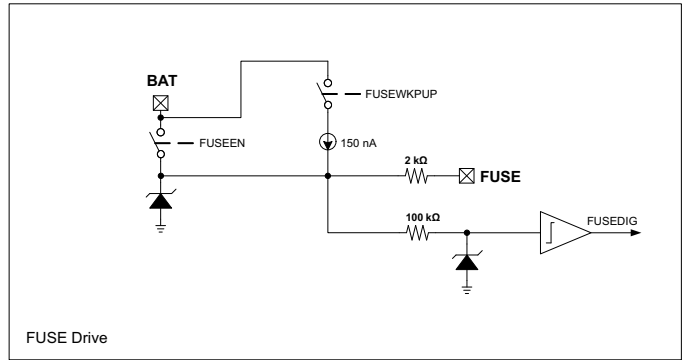 BAT
FUSEWKPUP
FUSEEN
150 nA
2 kΩ
FUSE
100 kΩ
FUSEDIG
FUSE Drive